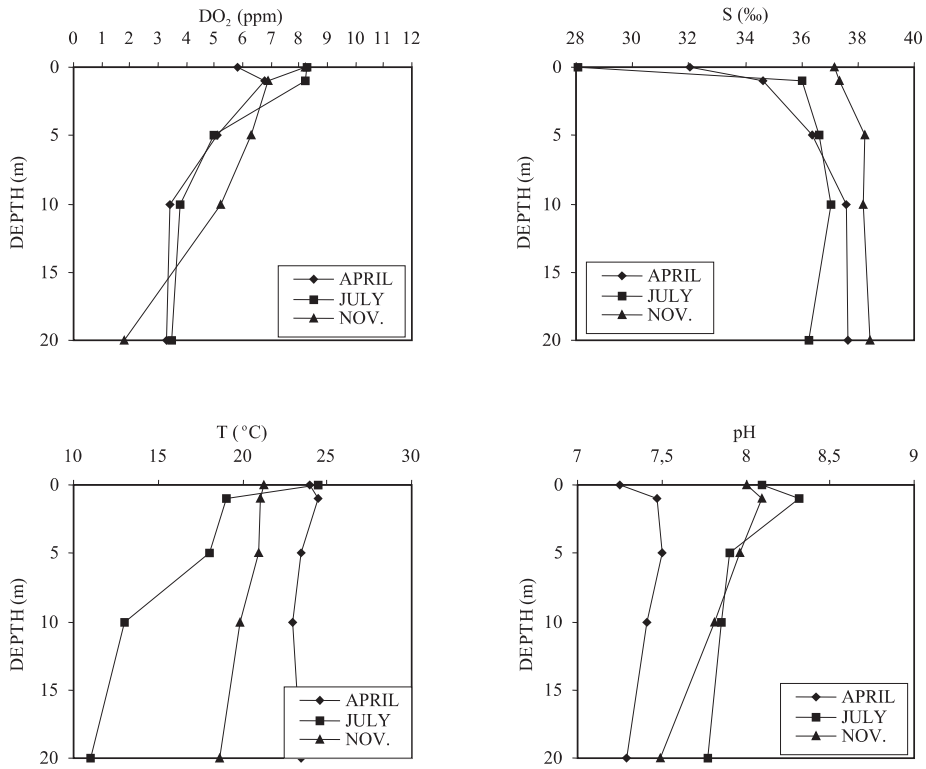 DO₂ (ppm)
0 1 2 3 4 5 6 7 8 9 10 11 12
0
5
10
15
20
DEPTH (m)
APRIL
JULY
NOV.
S (‰)
28 30 32 34 36 38 40
0
5
10
15
20
DEPTH (m)
APRIL
JULY
NOV.
T (°C)
10 15 20 25 30
0
5
10
15
20
DEPTH (m)
APRIL
JULY
NOV.
pH
7 7,5 8 8,5 9
0
5
10
15
20
DEPTH (m)
APRIL
JULY
NOV.